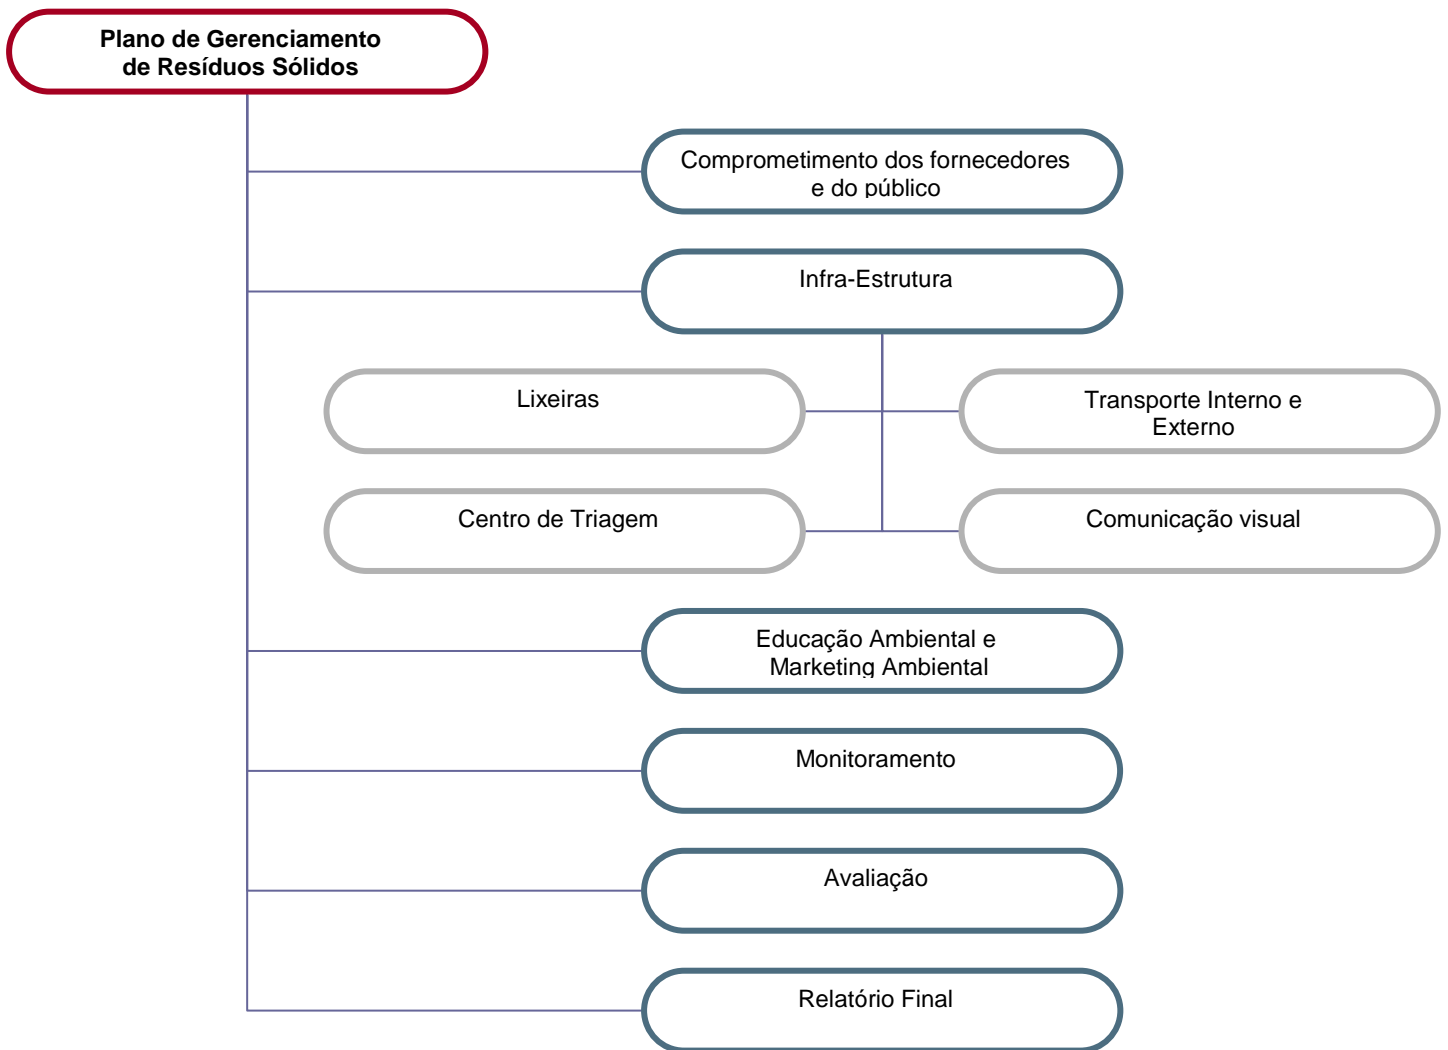 Plano de Gerenciamento
de Resíduos Sólidos
Comprometimento dos fornecedores
e do público
Infra-Estrutura
Lixeiras
Transporte Interno e
Externo
Centro de Triagem
Comunicação visual
Educação Ambiental e
Marketing Ambiental
Monitoramento
Avaliação
Relatório Final